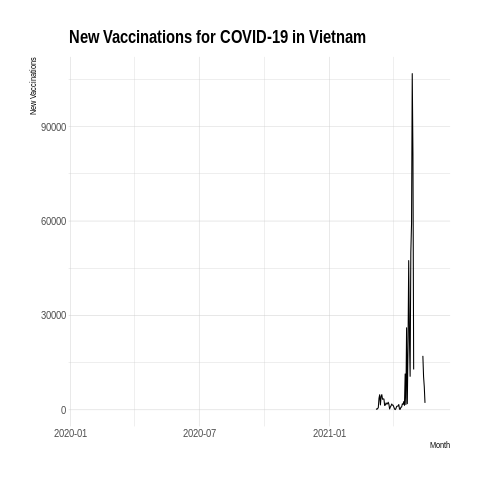 New Vaccinations for COVID-19 in Vietnam
New Vaccinations
90000
60000
30000
0
2020-01 2020-07 2021-01
Month